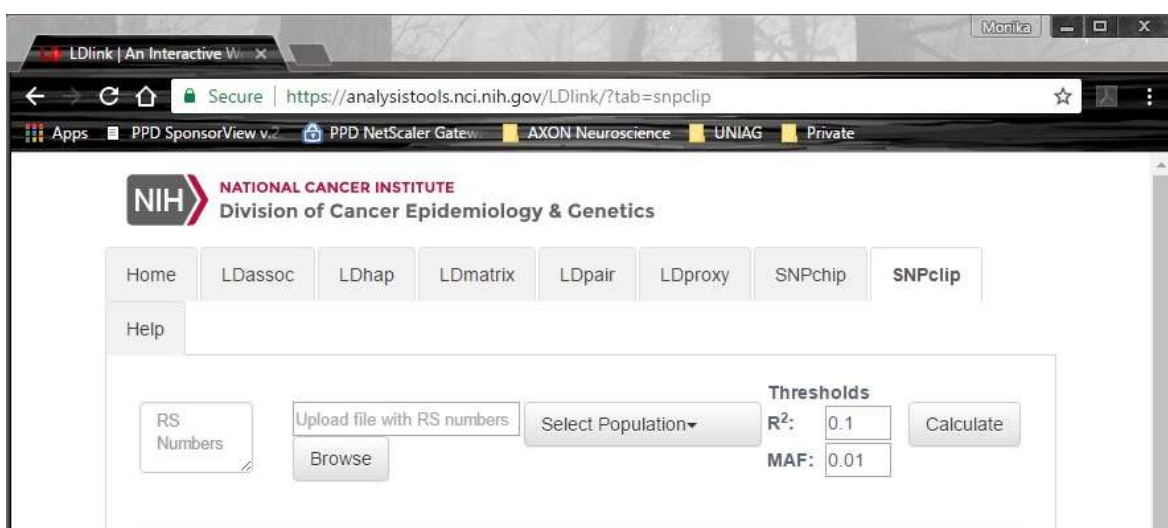 Monika
LDlink | An Interactive W
Secure | https://analysistools.nci.nih.gov/LDlink/?tab=snpclip
Apps PPD SponsorView v.2 PPD NetScaler Gatew AXON Neuroscience UNIAG Private
NIH NATIONAL CANCER INSTITUTE
Division of Cancer Epidemiology & Genetics
Home LDassoc LDhap LDmatrix LDpair LDproxy SNPchip SNPclip
Help
Thresholds
RS Numbers Upload file with RS numbers Select Population R²: 0.1 Calculate
Browse MAF: 0.01